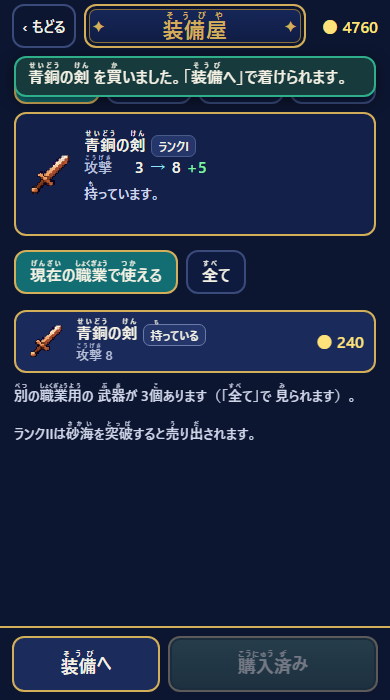 ‹ もどる
装備屋
4760
青銅の剣 を買いました。「装備へ」で着けられます。
青銅の剣 ランクI
攻撃 3 → 8 +5
持っています。
現在の職業で使える
全て
青銅の剣 持っている
攻撃 8
240
別の職業用の 武器が 3個あります（「全て」で 見られます）。
ランクIIは砂海を突破すると売り出されます。
装備へ
購入済み